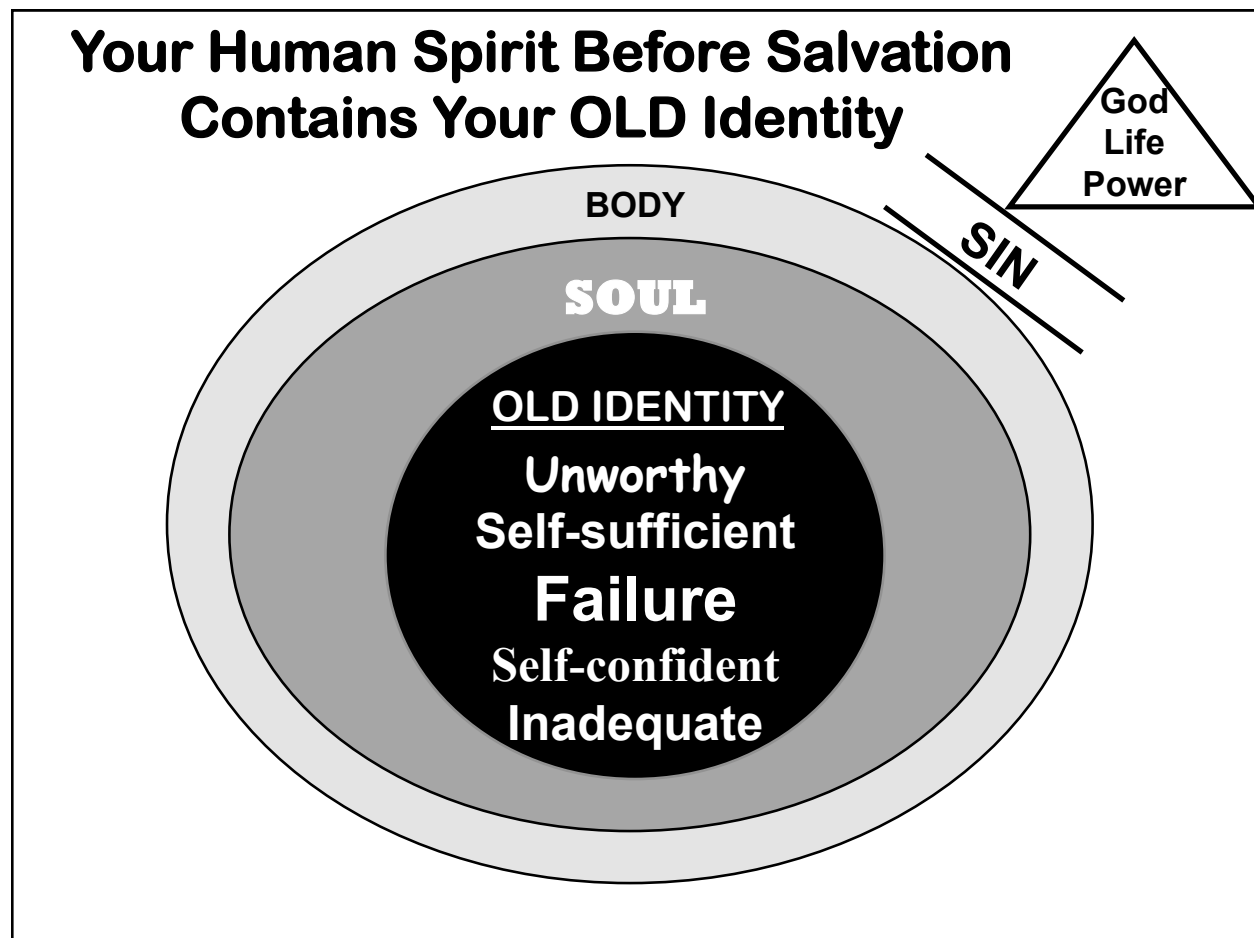 Your Human Spirit Before Salvation
Contains Your OLD Identity
God
Life
Power
SIN
BODY
SOUL
OLD IDENTITY
Unworthy
Self-sufficient
Failure
Self-confident
Inadequate